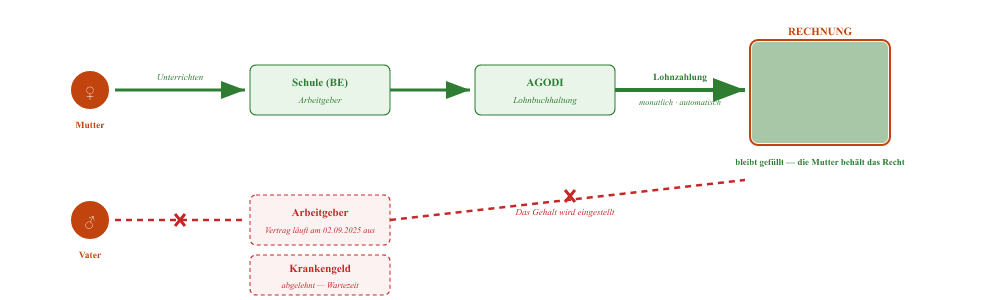 RECHNUNG
Unterrichten
Schule (BE)
Arbeitgeber
AGODI
Lohnbuchhaltung
Lohnzahlung
monatlich · automatisch
Mutter
bleibt gefüllt — die Mutter behält das Recht
Arbeitgeber
Vertrag läuft am 02.09.2025 aus
Das Gehalt wird eingestellt
Vater
Krankengeld
abgelehnt — Wartezeit